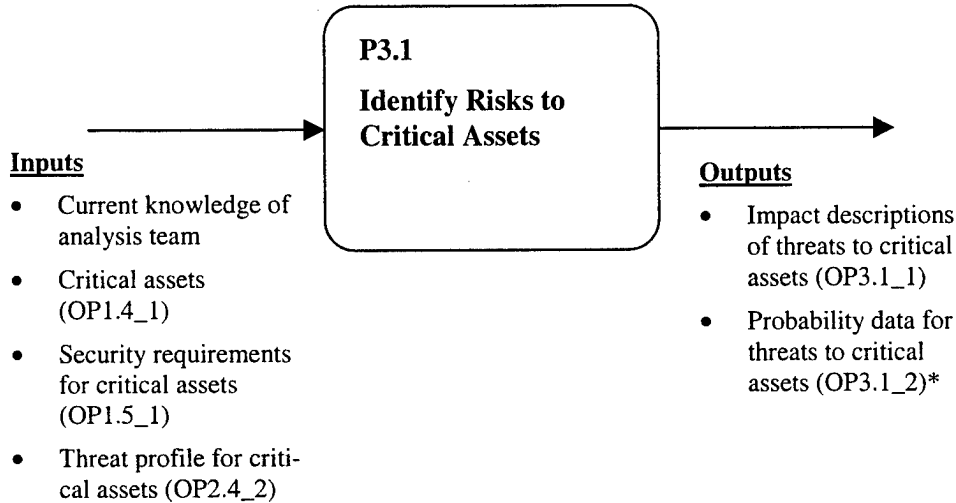 P3.1
Identify Risks to
Critical Assets
Inputs
• Current knowledge of
analysis team
• Critical assets
(OP1.4_1)
• Security requirements
for critical assets
(OP1.5_1)
• Threat profile for criti-
cal assets (OP2.4_2)
Outputs
• Impact descriptions
of threats to critical
assets (OP3.1_1)
• Probability data for
threats to critical
assets (OP3.1_2)*